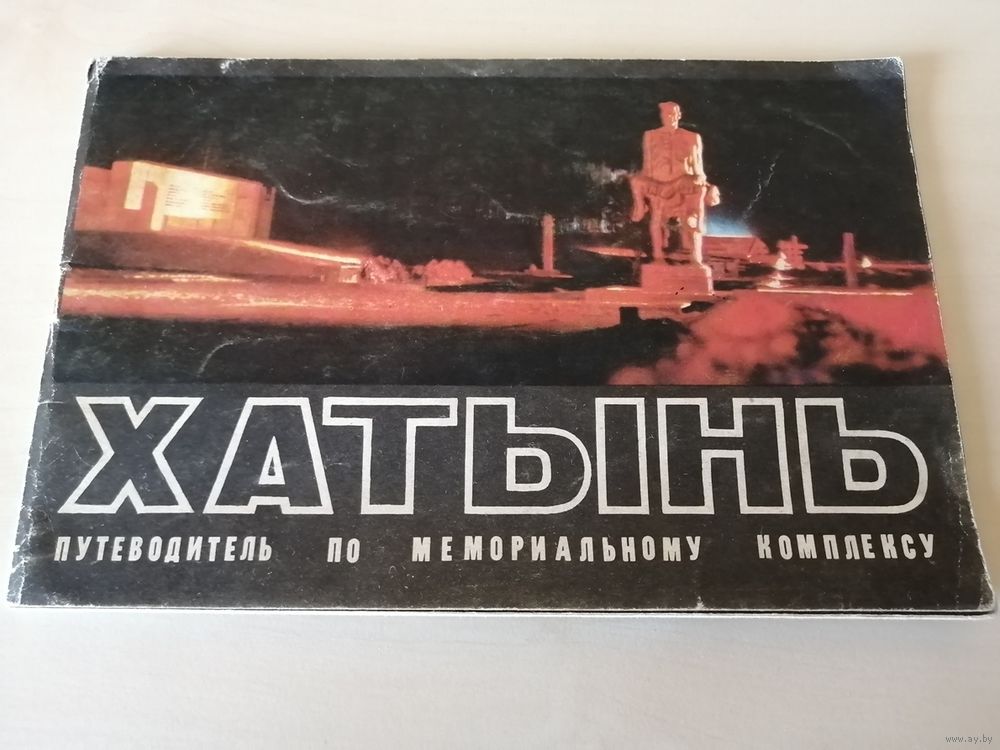 ХАТЫНЬ
ПУТЕВОДИТЕЛЬ ПО МЕМОРИАЛЬНОМУ КОМПЛЕКСУ
www.ay.by